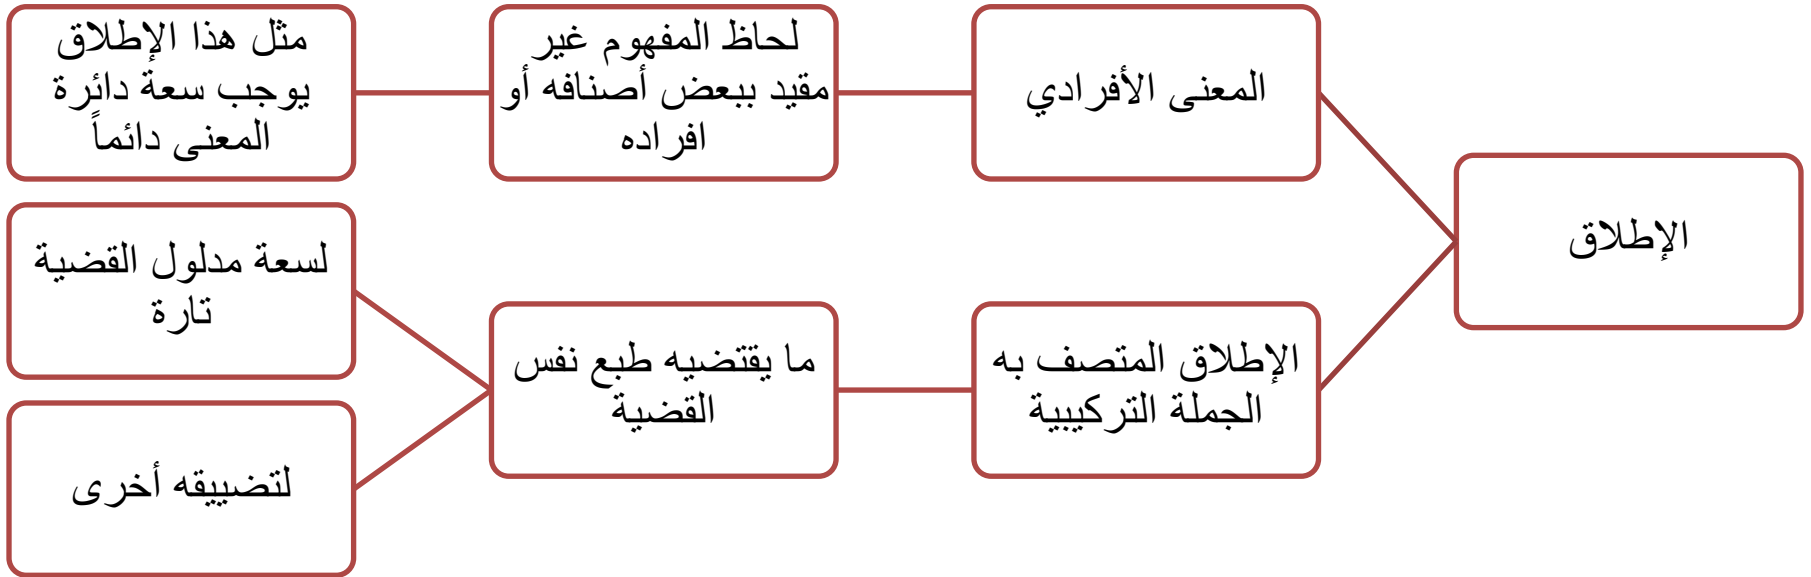 الإطلاق
المعنى الأفرادي
لحاظ المفهوم غير
مقيد ببعض أصنافه أو
افراده
مثل هذا الإطلاق
يوجب سعة دائرة
المعنى دائماً
الإطلاق المتصف به
الجملة التركيبية
ما يقتضيه طبع نفس
القضية
لسعة مدلول القضية
تارة
لتضييقه أخرى